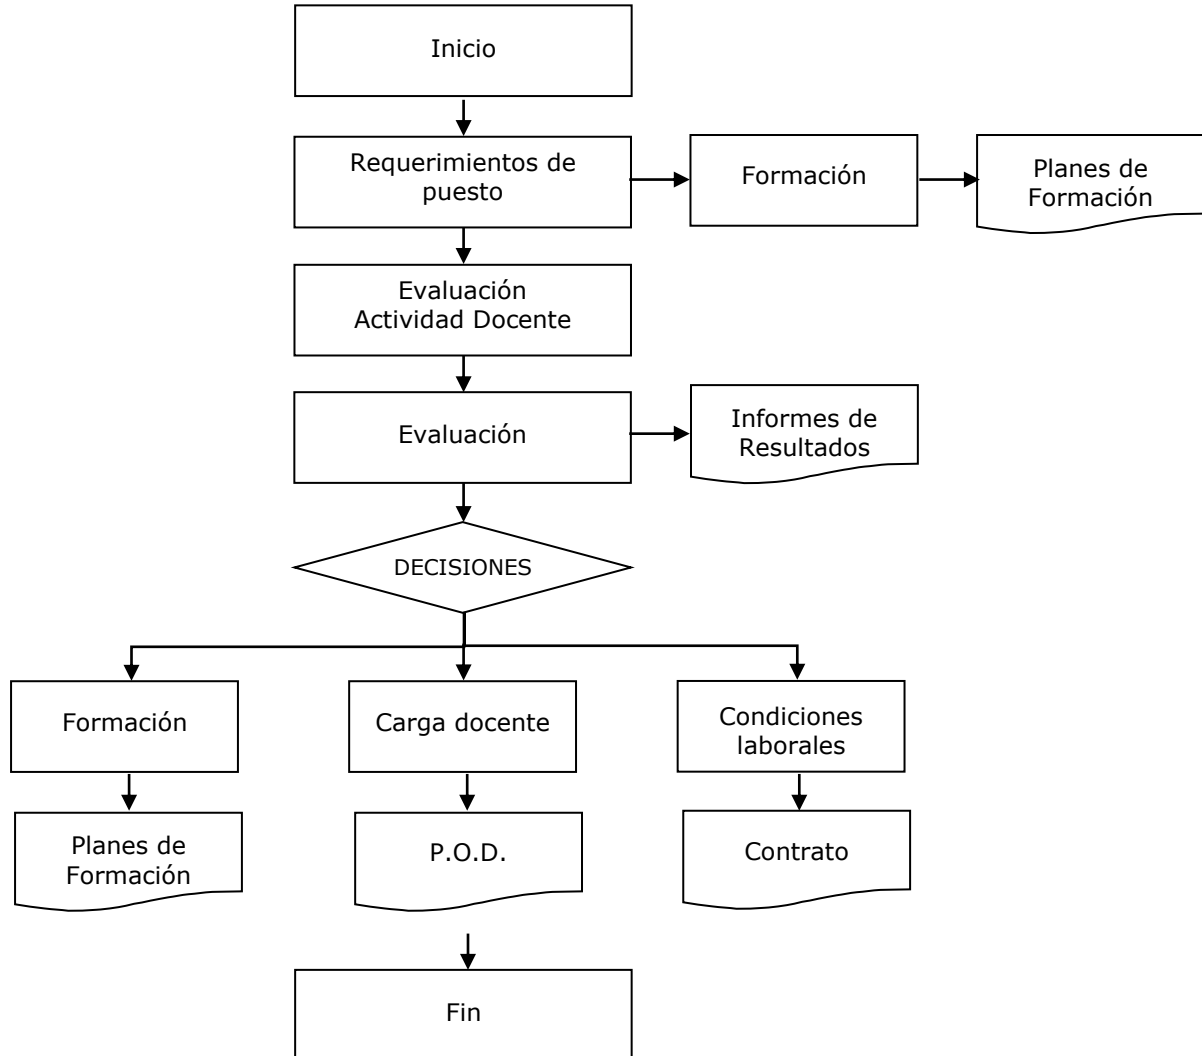 Inicio
Requerimientos de
puesto
Formación
Planes de
Formación
Evaluación
Actividad Docente
Evaluación
Informes de
Resultados
DECISIONES
Formación
Carga docente
Condiciones
laborales
Planes de
Formación
P.O.D.
Contrato
Fin